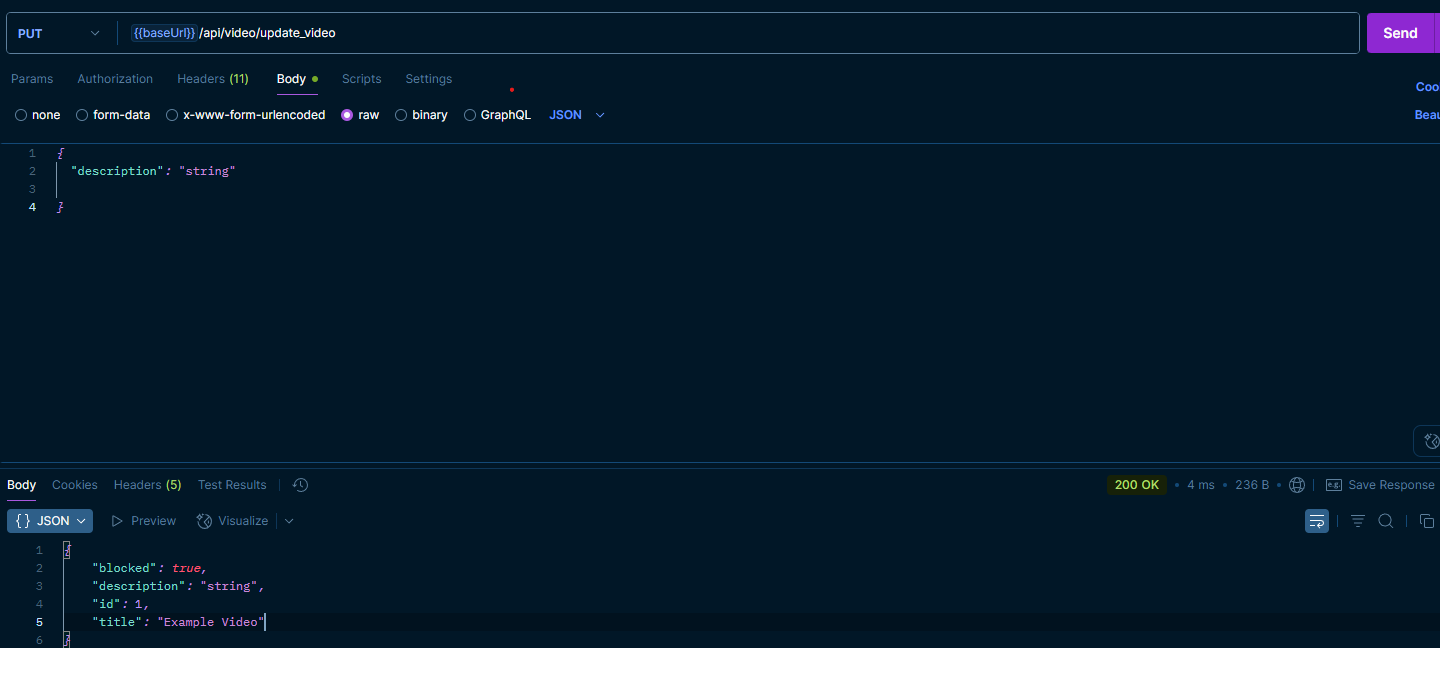 PUT {{baseUrl}}/api/video/update_video Send
Params Authorization Headers (11) Body Scripts Settings
Coo
none form-data x-www-form-urlencoded raw binary GraphQL JSON
Beau
1 {
2 "description": "string"
3
4 }
Body Cookies Headers (5) Test Results 200 OK 4 ms 236 B e.g. Save Response
{} JSON Preview Visualize
1 {
2 "blocked": true,
3 "description": "string",
4 "id": 1,
5 "title": "Example Video"
6 }